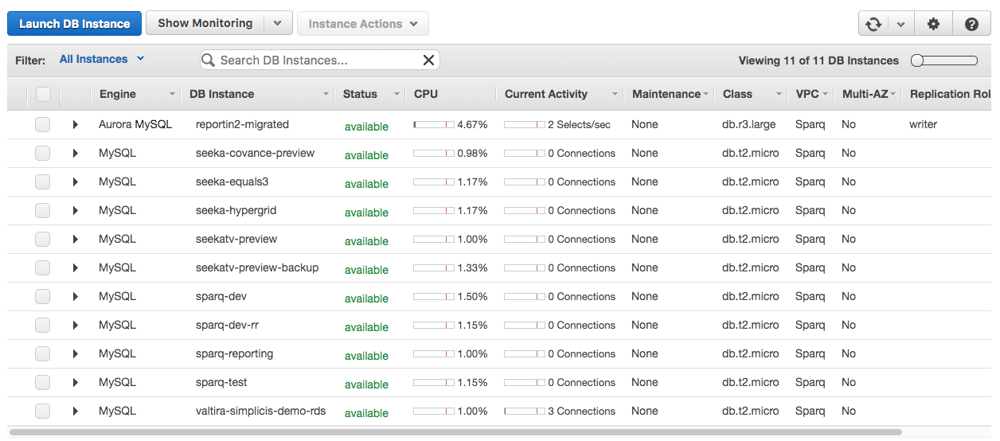 Launch DB Instance Show Monitoring Instance Actions
Filter: All Instances Search DB Instances... Viewing 11 of 11 DB Instances
Engine DB Instance Status CPU Current Activity Maintenance Class VPC Multi-AZ Replication Rol
Aurora MySQL reportin2-migrated available 4.67% 2 Selects/sec None db.r3.large Sparq No writer
MySQL seeka-covance-preview available 0.98% 0 Connections None db.t2.micro Sparq No
MySQL seeka-equals3 available 1.17% 0 Connections None db.t2.micro Sparq No
MySQL seeka-hypergrid available 1.17% 0 Connections None db.t2.micro Sparq No
MySQL seekatv-preview available 1.00% 0 Connections None db.t2.micro Sparq No
MySQL seekatv-preview-backup available 1.33% 0 Connections None db.t2.micro Sparq No
MySQL sparq-dev available 1.50% 0 Connections None db.t2.micro Sparq No
MySQL sparq-dev-rr available 1.15% 0 Connections None db.t2.micro Sparq No
MySQL sparq-reporting available 1.00% 0 Connections None db.t2.micro Sparq No
MySQL sparq-test available 1.15% 0 Connections None db.t2.micro Sparq No
MySQL valtira-simplicis-demo-rds available 1.00% 3 Connections None db.t2.micro Sparq No